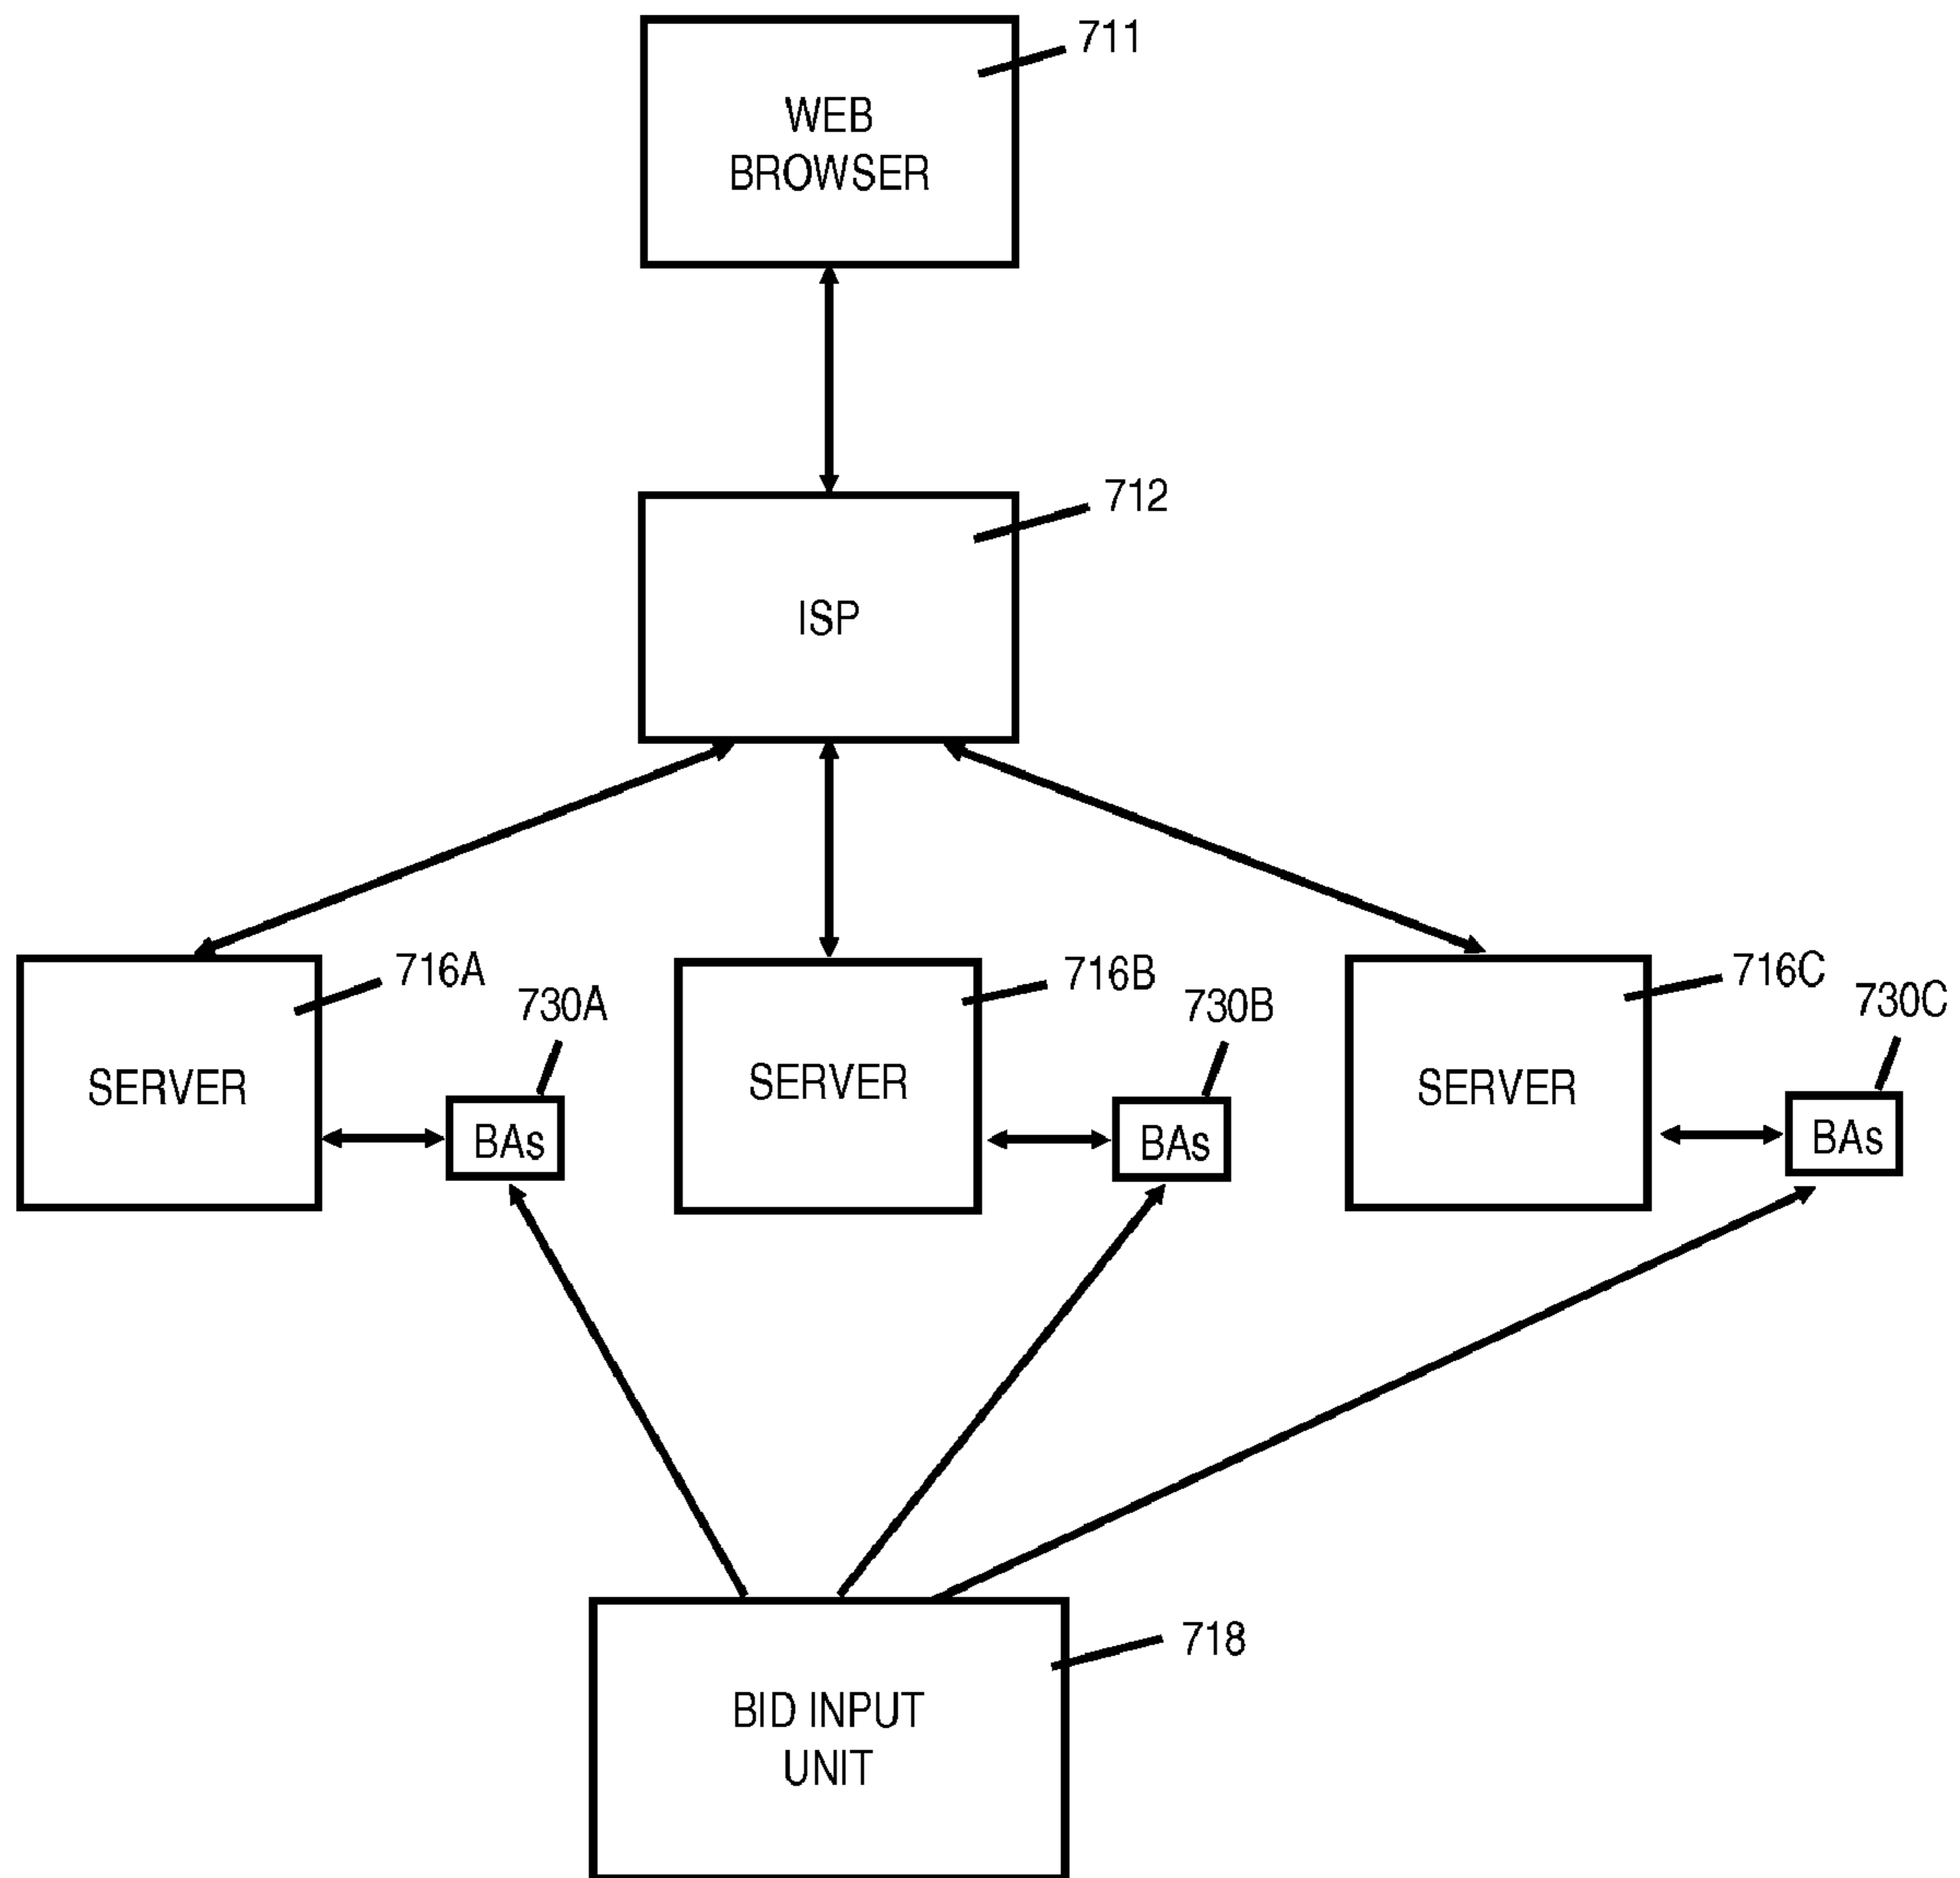 711
WEB
BROWSER
712
ISP
716A
730A
716B
730B
716C
730C
SERVER
BAs
SERVER
BAs
SERVER
BAs
718
BID INPUT
UNIT